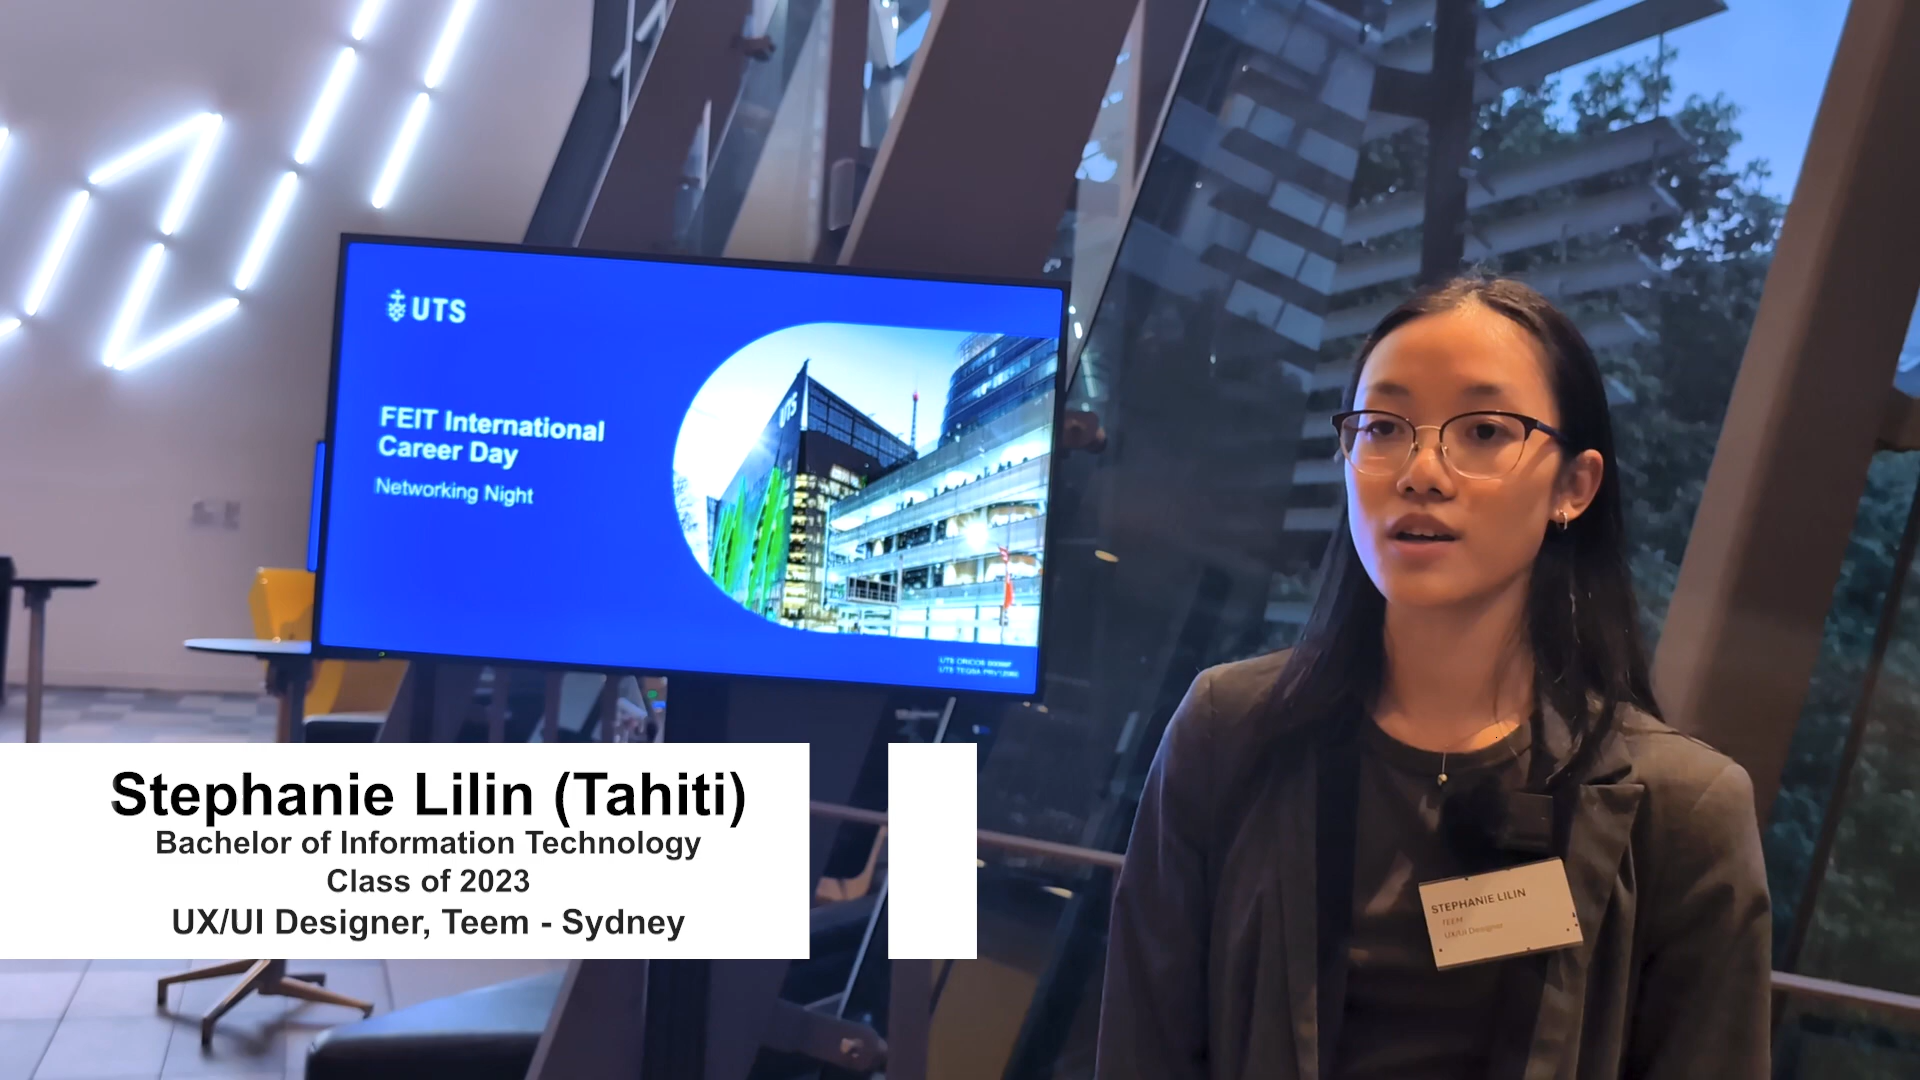 UTS
FEIT International
Career Day
Networking Night
UTS
Stephanie Lilin (Tahiti)
Bachelor of Information Technology
Class of 2023
UX/UI Designer, Teem - Sydney
STEPHANIE LILIN
TEEM
UX/UI Designer